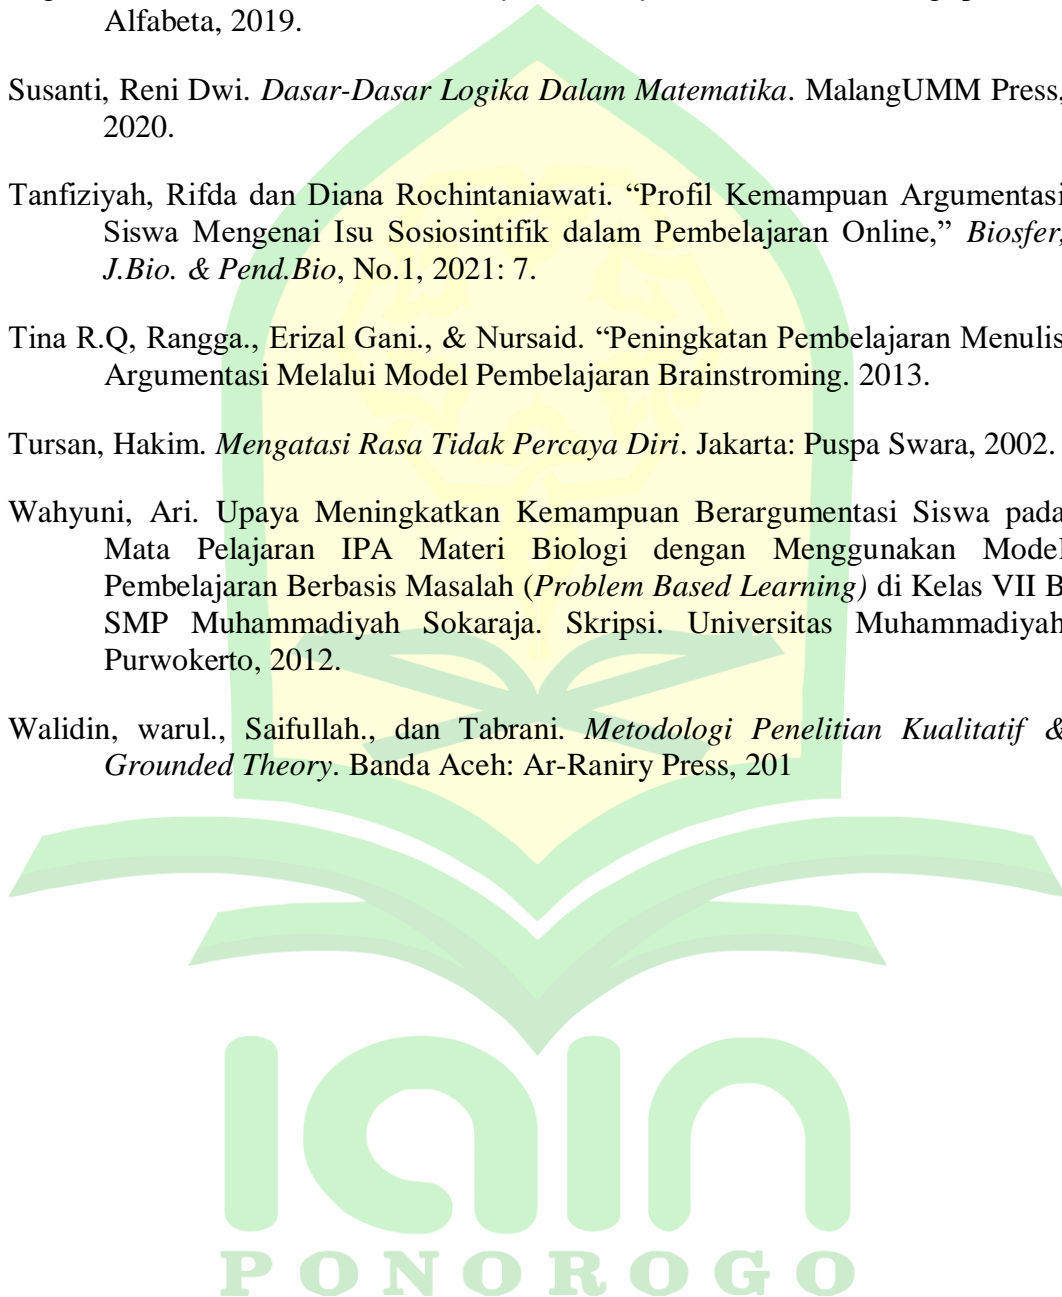 Alfabeta, 2019.
Susanti, Reni Dwi. Dasar-Dasar Logika Dalam Matematika. MalangUMM Press,
2020.
Tanfiziyah, Rifda dan Diana Rochintaniawati. “Profil Kemampuan Argumentasi
Siswa Mengenai Isu Sosiosintifik dalam Pembelajaran Online,” Biosfer,
J.Bio. & Pend.Bio, No.1, 2021: 7.
Tina R.Q, Rangga., Erizal Gani., & Nursaid. “Peningkatan Pembelajaran Menulis
Argumentasi Melalui Model Pembelajaran Brainstroming. 2013.
Tursan, Hakim. Mengatasi Rasa Tidak Percaya Diri. Jakarta: Puspa Swara, 2002.
Wahyuni, Ari. Upaya Meningkatkan Kemampuan Berargumentasi Siswa pada
Mata Pelajaran IPA Materi Biologi dengan Menggunakan Model
Pembelajaran Berbasis Masalah (Problem Based Learning) di Kelas VII B
SMP Muhammadiyah Sokaraja. Skripsi. Universitas Muhammadiyah
Purwokerto, 2012.
Walidin, warul., Saifullah., dan Tabrani. Metodologi Penelitian Kualitatif &
Grounded Theory. Banda Aceh: Ar-Raniry Press, 201
IAIN
PONOROGO